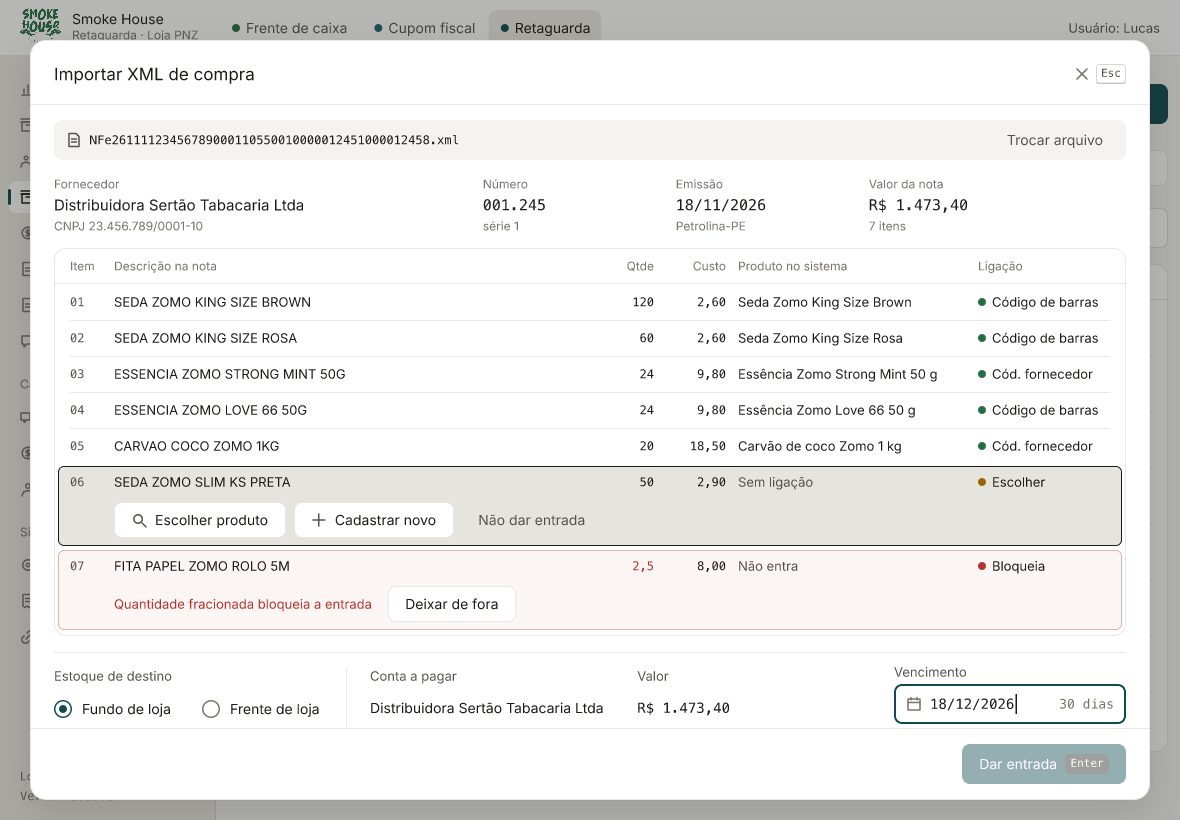 SMOKE HOUSE
Smoke House
Retaguarda · Loja PNZ
Frente de caixa
Cupom fiscal
Retaguarda
Usuário: Lucas
Importar XML de compra
Esc
NFe26111123456789000110550010000012451000012458.xml
Trocar arquivo
Fornecedor
Número
Emissão
Valor da nota
Distribuidora Sertão Tabacaria Ltda
001.245
18/11/2026
R$ 1.473,40
CNPJ 23.456.789/0001-10
série 1
Petrolina-PE
7 itens
Item Descrição na nota Qtde Custo Produto no sistema Ligação
01 SEDA ZOMO KING SIZE BROWN 120 2,60 Seda Zomo King Size Brown Código de barras
02 SEDA ZOMO KING SIZE ROSA 60 2,60 Seda Zomo King Size Rosa Código de barras
03 ESSENCIA ZOMO STRONG MINT 50G 24 9,80 Essência Zomo Strong Mint 50 g Cód. fornecedor
04 ESSENCIA ZOMO LOVE 66 50G 24 9,80 Essência Zomo Love 66 50 g Código de barras
05 CARVAO COCO ZOMO 1KG 20 18,50 Carvão de coco Zomo 1 kg Cód. fornecedor
06 SEDA ZOMO SLIM KS PRETA 50 2,90 Sem ligação Escolher
Escolher produto Cadastrar novo Não dar entrada
07 FITA PAPEL ZOMO ROLO 5M 2,5 8,00 Não entra Bloqueia
Quantidade fracionada bloqueia a entrada Deixar de fora
Estoque de destino
Conta a pagar
Valor
Vencimento
Fundo de loja
Frente de loja
Distribuidora Sertão Tabacaria Ltda
R$ 1.473,40
18/12/2026
30 dias
Dar entrada Enter